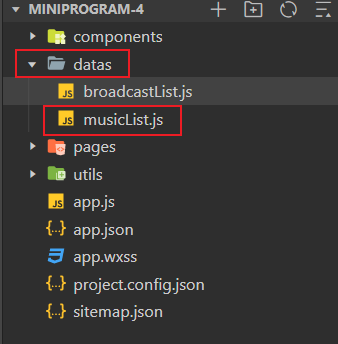 MINIPROGRAM-4
components
datas
JS broadcastList.js
JS musicList.js
pages
utils
JS app.js
{..} app.json
app.wxss
{..} project.config.json
{..} sitemap.json